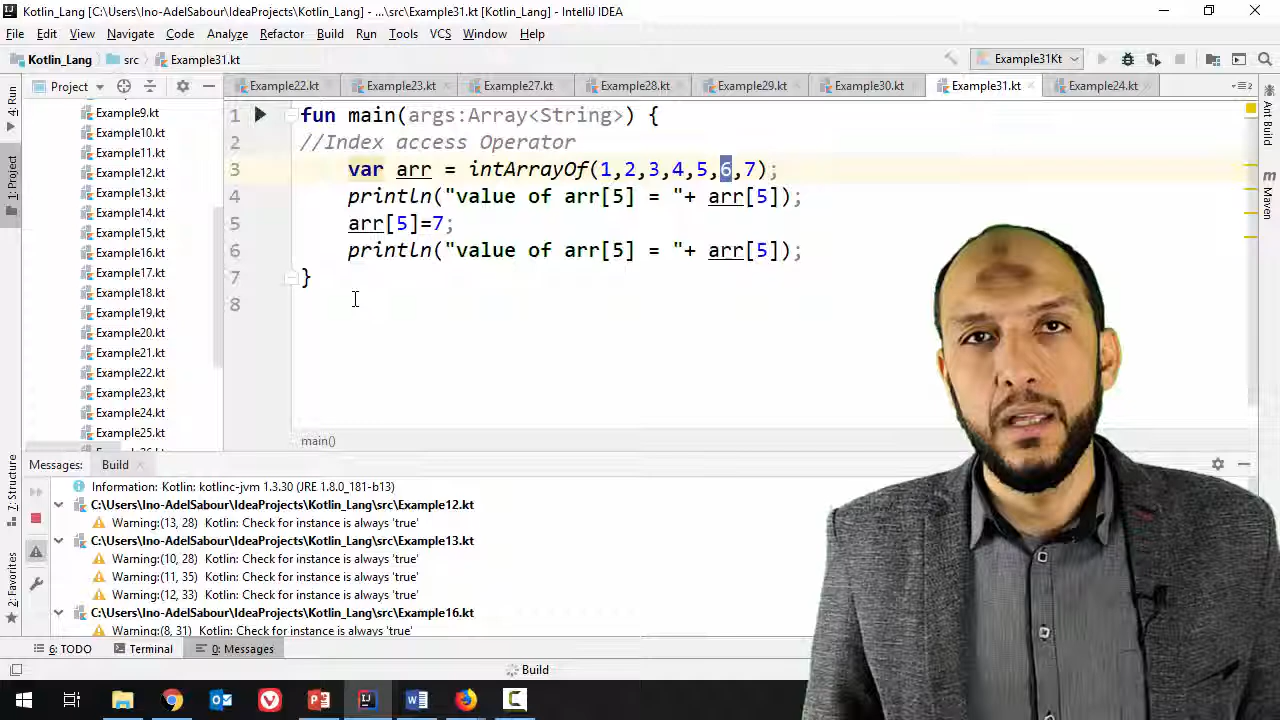 Kotlin_Lang [C:\Users\Ino-AdelSabour\IdeaProjects\Kotlin_Lang] - ...\src\Example31.kt [Kotlin_Lang] - IntelliJ IDEA
File Edit View Navigate Code Analyze Refactor Build Run Tools VCS Window Help
Kotlin_Lang src Example31.kt Example31Kt
Project Example22.kt Example23.kt Example27.kt Example28.kt Example29.kt Example30.kt Example31.kt Example24.kt
4: Run
1: Project
7: Structure
2: Favorites
Ant Build
Maven
Example9.kt
Example10.kt
Example11.kt
Example12.kt
Example13.kt
Example14.kt
Example15.kt
Example16.kt
Example17.kt
Example18.kt
Example19.kt
Example20.kt
Example21.kt
Example22.kt
Example23.kt
Example24.kt
Example25.kt
1 fun main(args:Array<String>) {
2 //Index access Operator
3 var arr = intArrayOf(1,2,3,4,5,6,7);
4 println("value of arr[5] = "+ arr[5]);
5 arr[5]=7;
6 println("value of arr[5] = "+ arr[5]);
7 }
8
main()
Messages: Build
Information: Kotlin: kotlinc-jvm 1.3.30 (JRE 1.8.0_181-b13)
C:\Users\Ino-AdelSabour\IdeaProjects\Kotlin_Lang\src\Example12.kt
Warning:(13, 28) Kotlin: Check for instance is always 'true'
C:\Users\Ino-AdelSabour\IdeaProjects\Kotlin_Lang\src\Example13.kt
Warning:(10, 28) Kotlin: Check for instance is always 'true'
Warning:(11, 35) Kotlin: Check for instance is always 'true'
Warning:(12, 33) Kotlin: Check for instance is always 'true'
C:\Users\Ino-AdelSabour\IdeaProjects\Kotlin_Lang\src\Example16.kt
Warning:(8, 31) Kotlin: Check for instance is always 'true'
6: TODO Terminal 0: Messages
Build